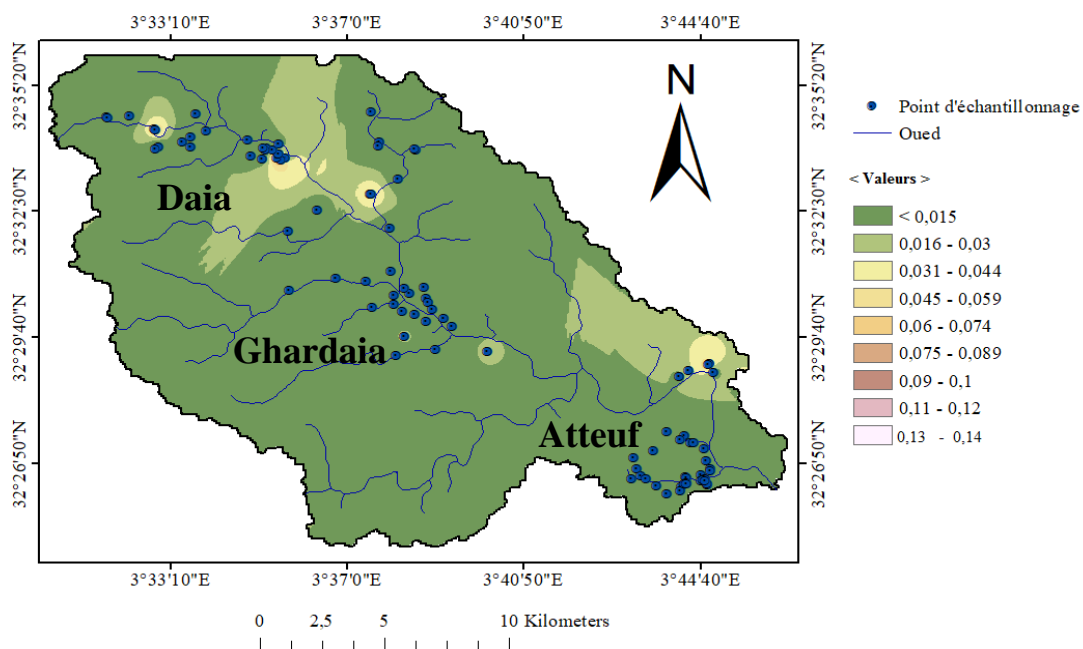 3°33'10"E 3°37'0"E 3°40'50"E 3°44'40"E
32°35'20"N 32°35'20"N
N
Point d'échantillonnage
Oued
< Valeurs >
Daia
32°32'30"N 32°32'30"N
< 0,015
0,016 - 0,03
0,031 - 0,044
0,045 - 0,059
0,06 - 0,074
0,075 - 0,089
0,09 - 0,1
0,11 - 0,12
0,13 - 0,14
32°29'40"N 32°29'40"N
Ghardaia
Atteuf
32°26'50"N 32°26'50"N
3°33'10"E 3°37'0"E 3°40'50"E 3°44'40"E
0 2,5 5 10 Kilometers